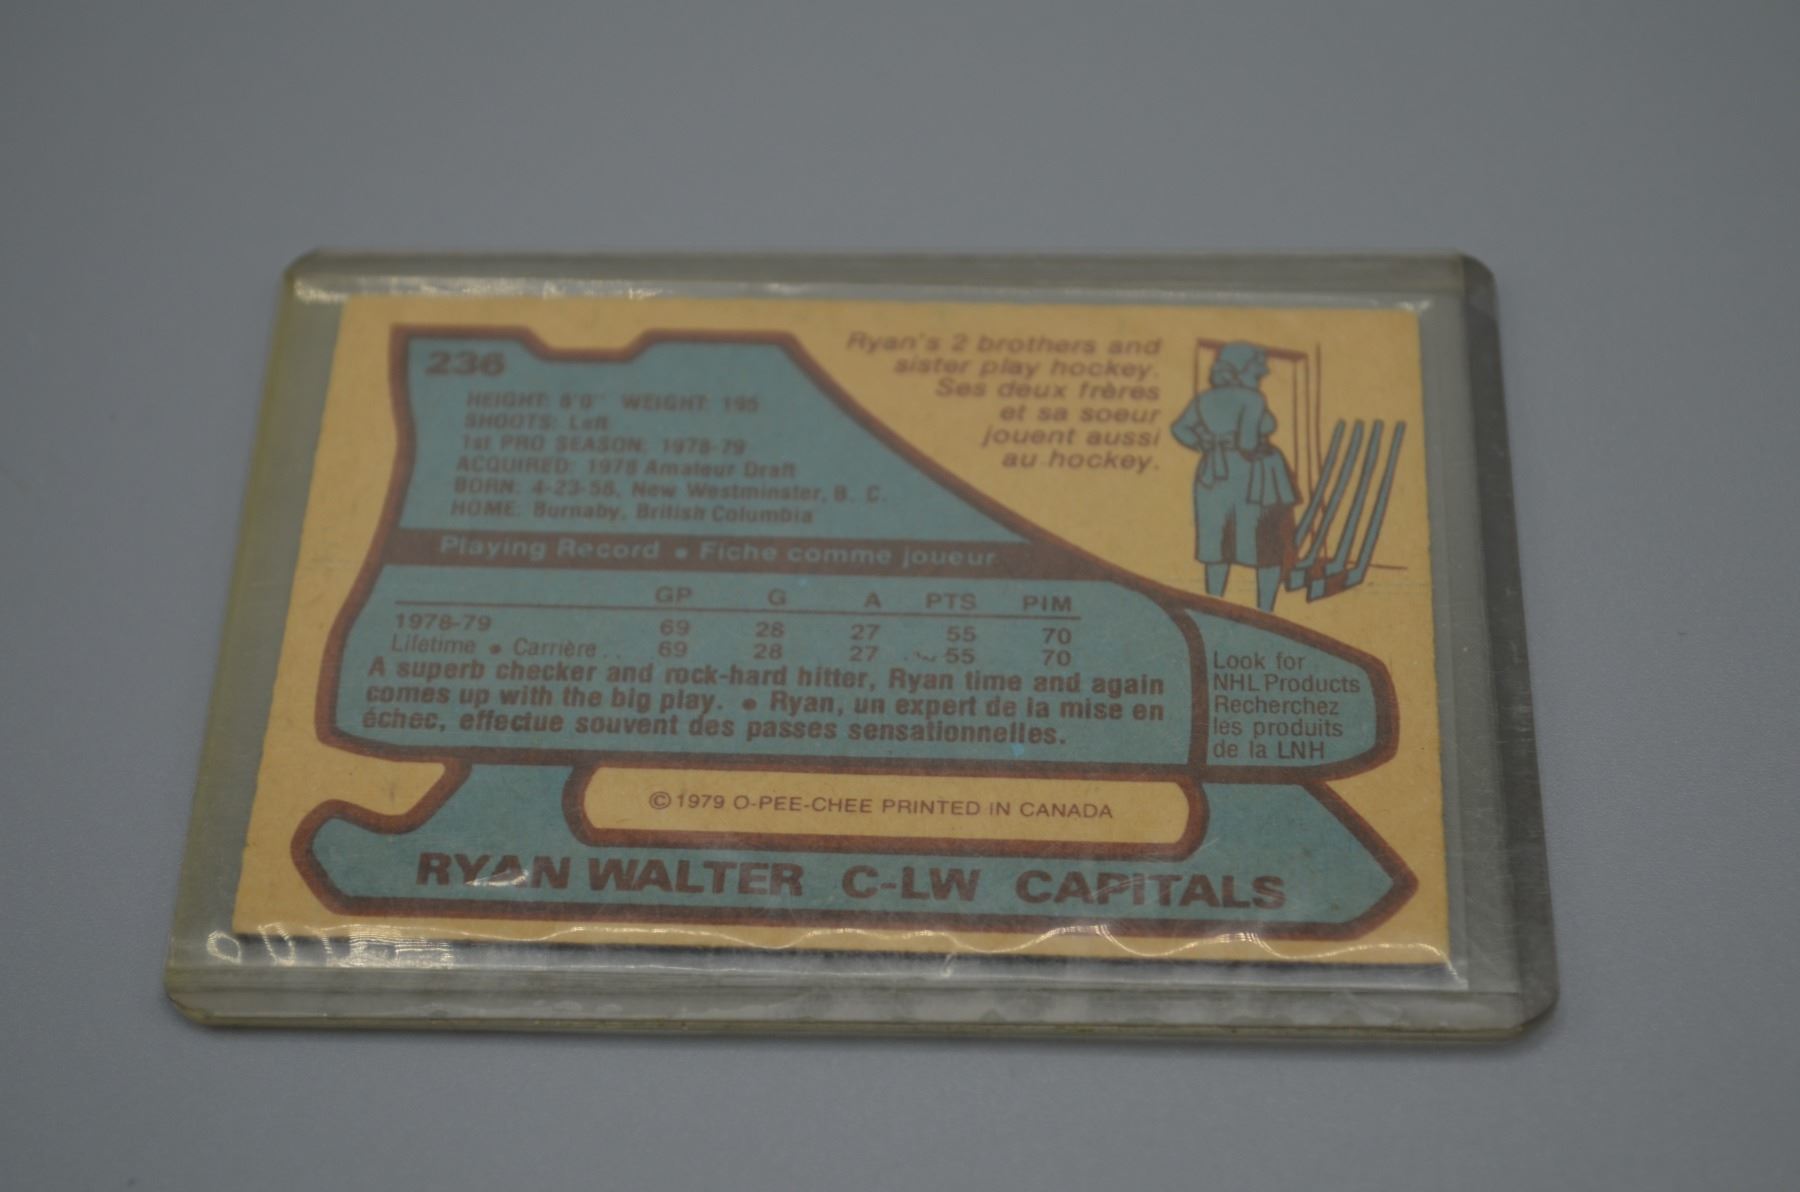 236
HEIGHT: 6'0" WEIGHT: 195
SHOOTS: Left
1st PRO SEASON: 1978-79
ACQUIRED: 1978 Amateur Draft
BORN: 4-23-58, New Westminster, B. C.
HOME: Burnaby, British Columbia
Ryan's 2 brothers and
sister play hockey.
Ses deux frères
et sa soeur
jouent aussi
au hockey.
Playing Record • Fiche comme joueur
GP G A PTS PIM
1978-79 69 28 27 55 70
Lifetime • Carrière .. 69 28 27 55 70
A superb checker and rock-hard hitter, Ryan time and again
comes up with the big play. • Ryan, un expert de la mise en
échec, effectue souvent des passes sensationnelles.
Look for
NHL Products
Recherchez
les produits
de la LNH
© 1979 O-PEE-CHEE PRINTED IN CANADA
RYAN WALTER C-LW CAPITALS